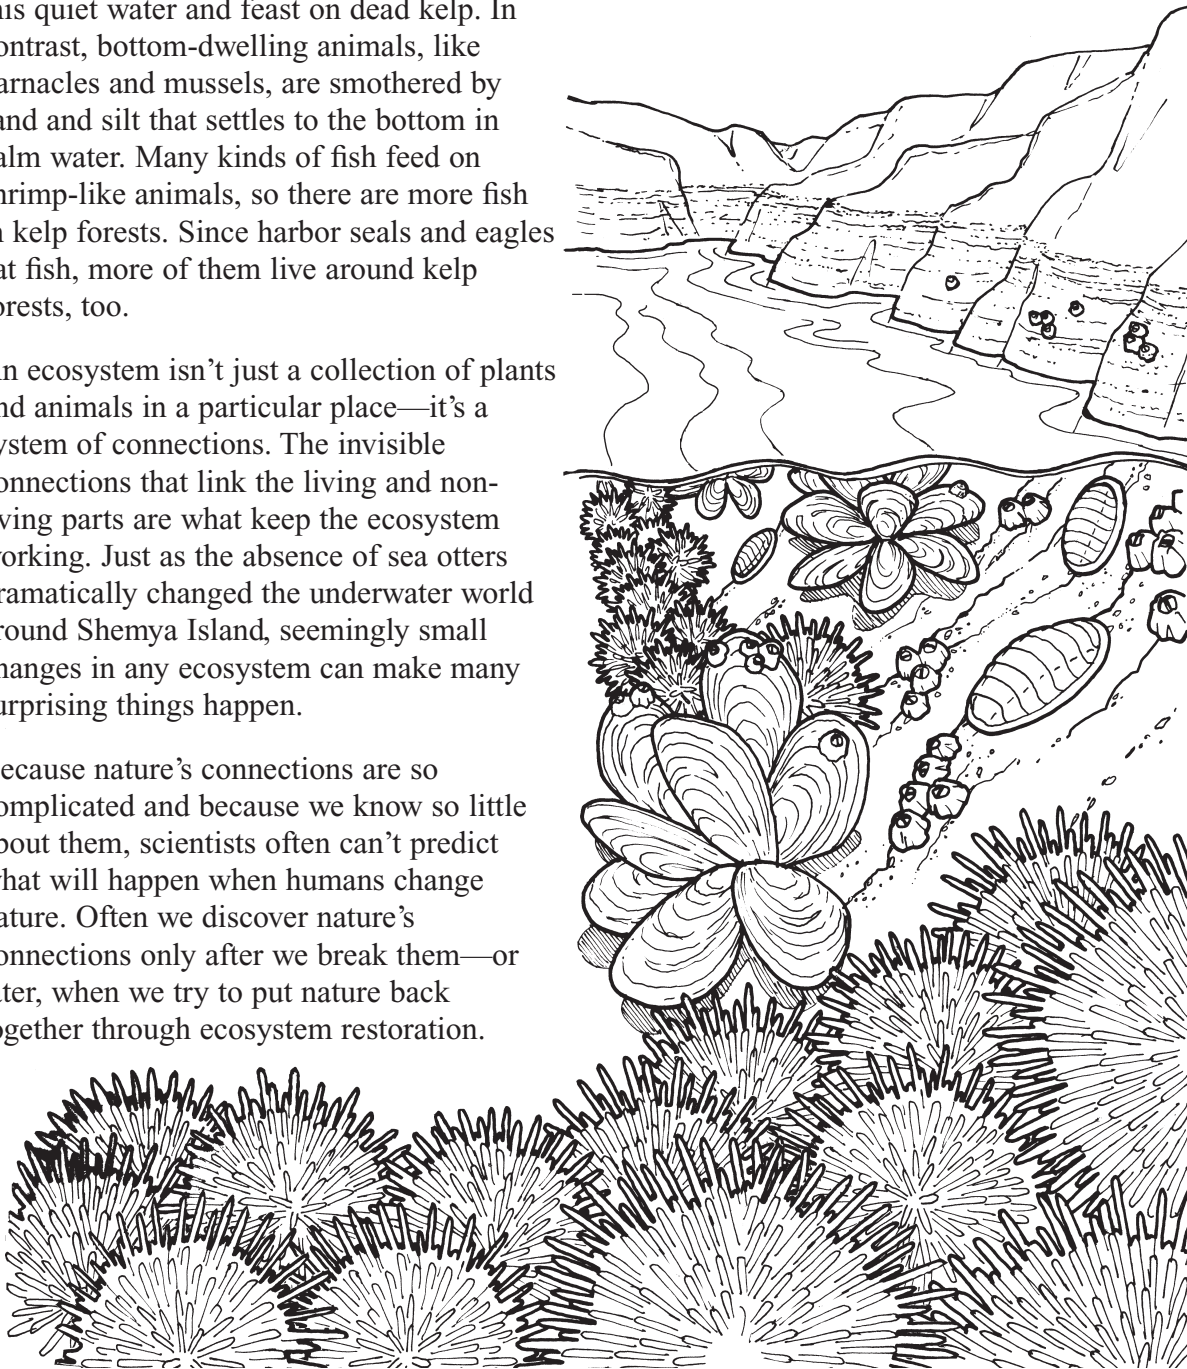 his quiet water and feast on dead kelp. In
ontrast, bottom-dwelling animals, like
arnacles and mussels, are smothered by
and and silt that settles to the bottom in
alm water. Many kinds of fish feed on
hrimp-like animals, so there are more fish
n kelp forests. Since harbor seals and eagles
at fish, more of them live around kelp
orests, too.
n ecosystem isn’t just a collection of plants
nd animals in a particular place—it’s a
ystem of connections. The invisible
onnections that link the living and non-
ving parts are what keep the ecosystem
orking. Just as the absence of sea otters
ramatically changed the underwater world
round Shemya Island, seemingly small
hanges in any ecosystem can make many
urprising things happen.
ecause nature’s connections are so
omplicated and because we know so little
bout them, scientists often can’t predict
hat will happen when humans change
ature. Often we discover nature’s
onnections only after we break them—or
ater, when we try to put nature back
ogether through ecosystem restoration.